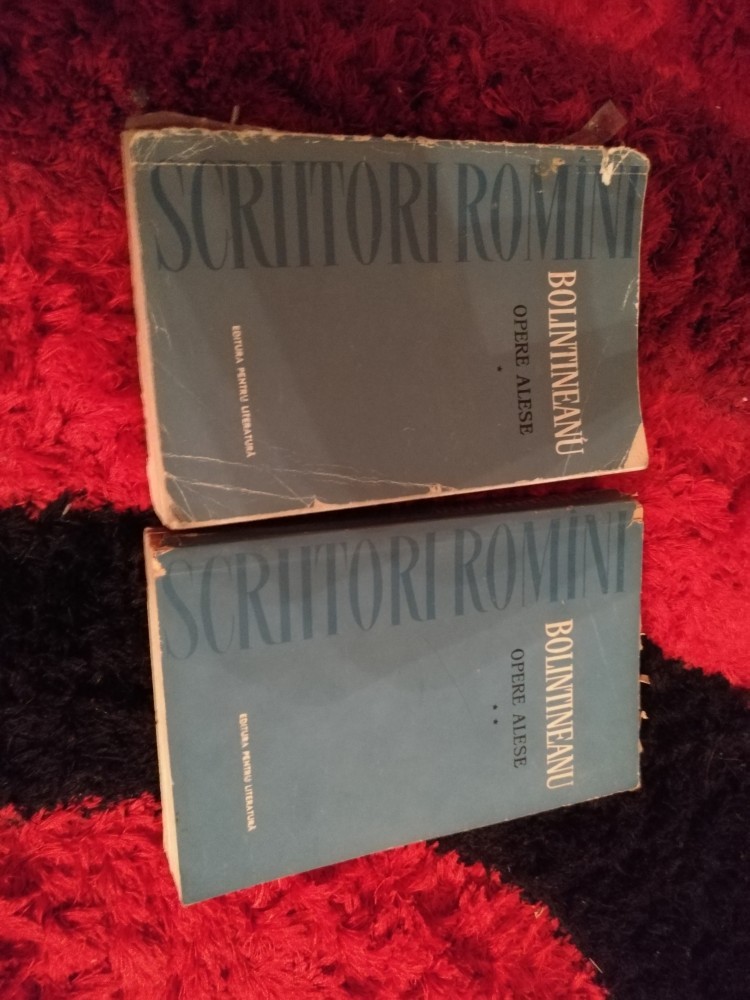 SCRIITORI ROMÎNI
BOLINTINEANU
OPERE ALESE
*
EDITURA PENTRU LITERATURĂ
SCRIITORI ROMÎNI
BOLINTINEANU
OPERE ALESE
* *
EDITURA PENTRU LITERATURĂ